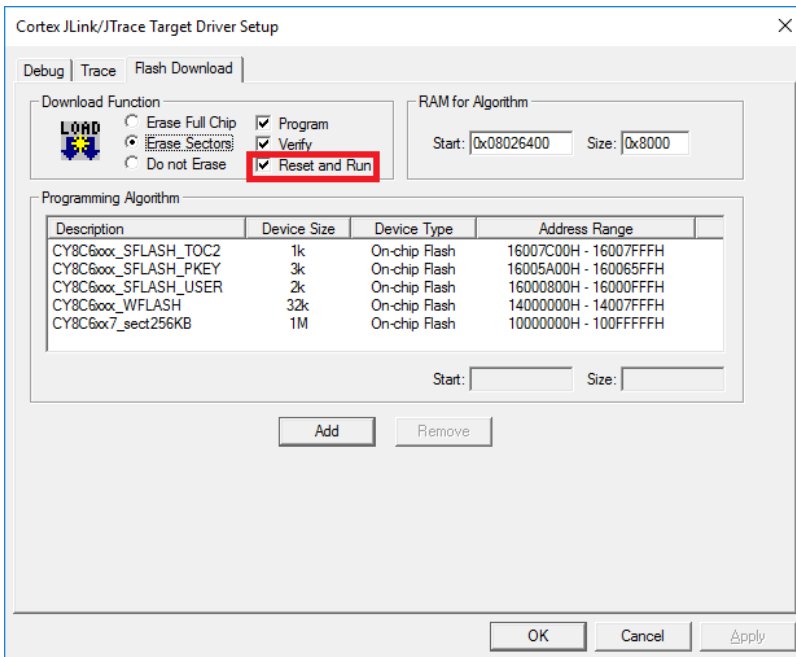 Cortex JLink/JTrace Target Driver Setup
Debug Trace Flash Download
Download Function
LOAD
Erase Full Chip
Erase Sectors
Do not Erase
Program
Verify
Reset and Run
RAM for Algorithm
Start: 0x08026400 Size: 0x8000
Programming Algorithm
Description Device Size Device Type Address Range
CY8C6xxx_SFLASH_TOC2 1k On-chip Flash 16007C00H - 16007FFFH
CY8C6xxx_SFLASH_PKEY 3k On-chip Flash 16005A00H - 160065FFH
CY8C6xxx_SFLASH_USER 2k On-chip Flash 16000800H - 16000FFFH
CY8C6xxx_WFLASH 32k On-chip Flash 14000000H - 14007FFFH
CY8C6xx7_sect256KB 1M On-chip Flash 10000000H - 100FFFFFH
Start: Size:
Add Remove
OK Cancel Apply